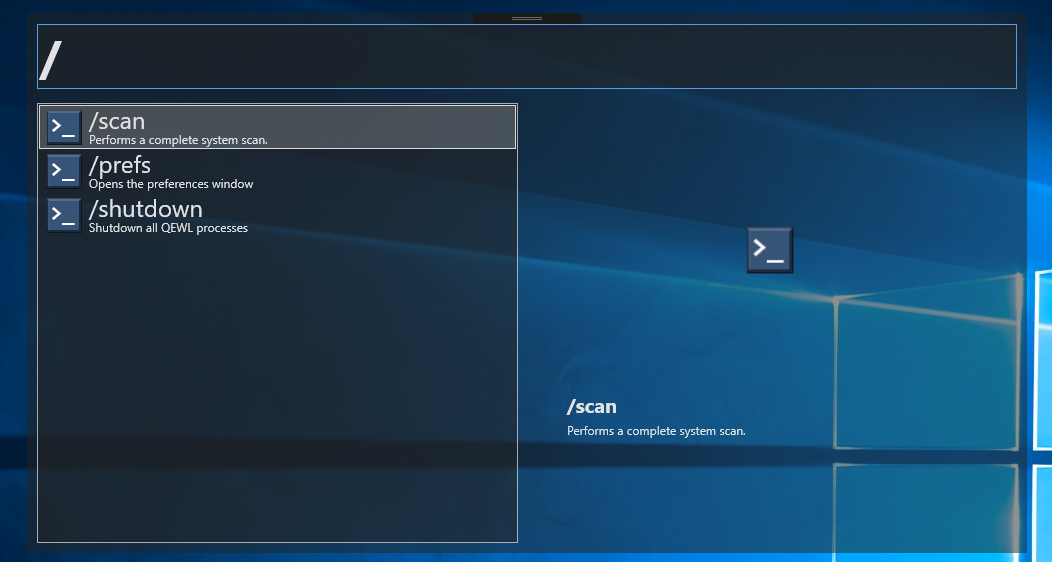 /
/scan
Performs a complete system scan.
/prefs
Opens the preferences window
/shutdown
Shutdown all QEWL processes
/scan
Performs a complete system scan.